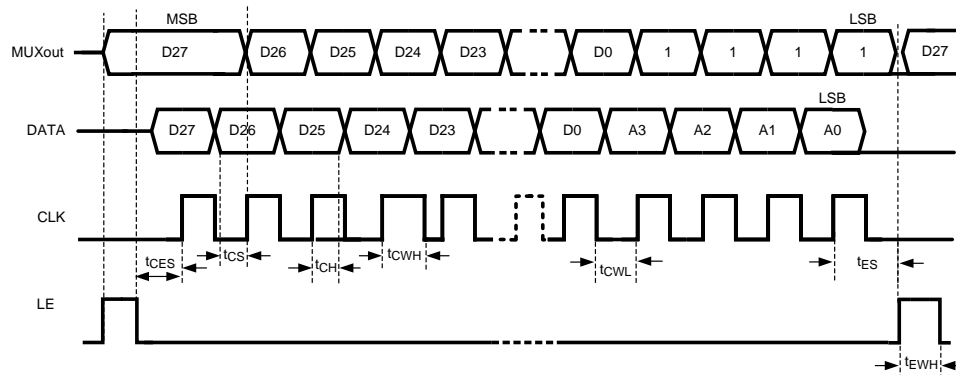 MSB
LSB
MUXout
D27
D26
D25
D24
D23
D0
1
1
1
1
D27
LSB
DATA
D27
D26
D25
D24
D23
D0
A3
A2
A1
A0
CLK
tCES
tCS
tCH
tCWH
tCWL
tES
LE
tEWH